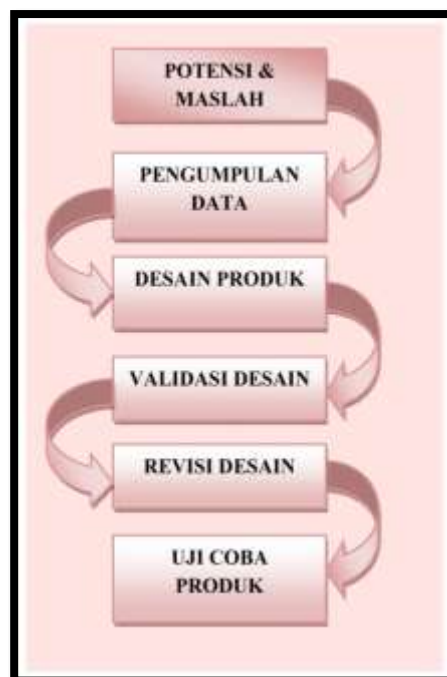 POTENSI &
MASLAH
PENGUMPULAN
DATA
DESAIN PRODUK
VALIDASI DESAIN
REVISI DESAIN
UJI COBA
PRODUK